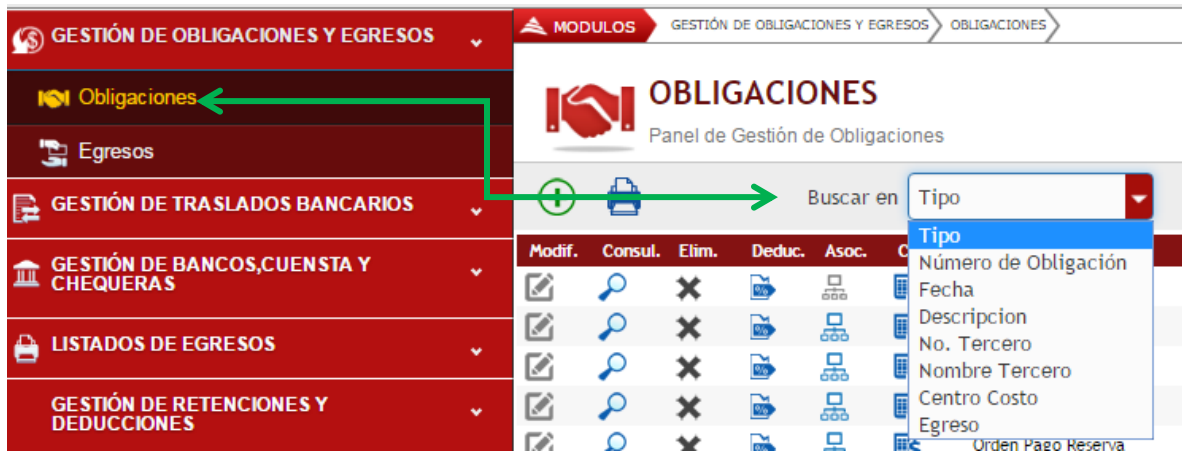 GESTIÓN DE OBLIGACIONES Y EGRESOS
Obligaciones
Egresos
GESTIÓN DE TRASLADOS BANCARIOS
GESTIÓN DE BANCOS,CUENSTA Y
CHEQUERAS
LISTADOS DE EGRESOS
GESTIÓN DE RETENCIONES Y
DEDUCCIONES
MODULOS GESTIÓN DE OBLIGACIONES Y EGRESOS OBLIGACIONES
OBLIGACIONES
Panel de Gestión de Obligaciones
Buscar en Tipo
Modif. Consul. Elim. Deduc. Asoc.
Tipo
Número de Obligación
Fecha
Descripcion
No. Tercero
Nombre Tercero
Centro Costo
Egreso
Orden Pago Reserva